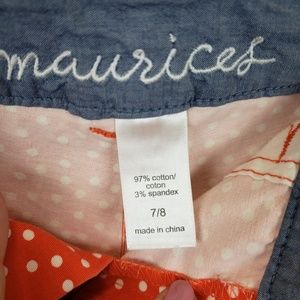 maurices
97% cotton/
coton
3% spandex
7/8
made in china